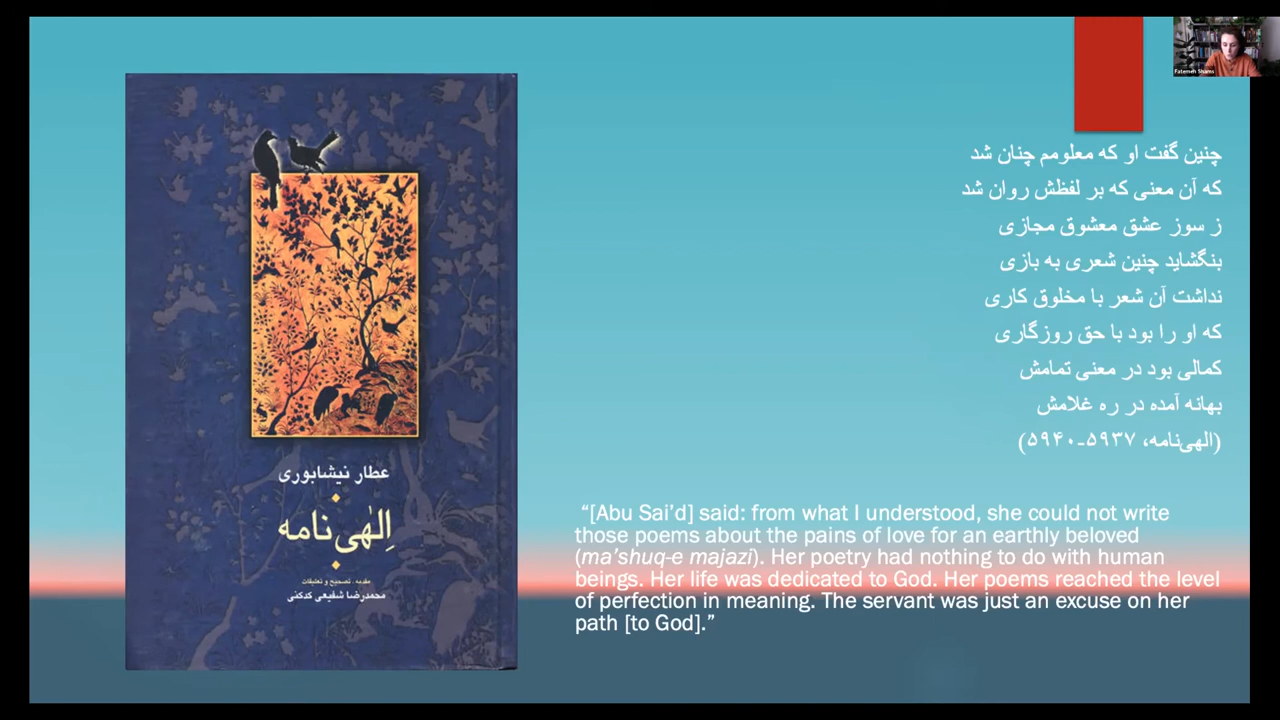 Fatemeh Shams
چنین گفت او که معلومم چنان شد
که آن معنی که بر لفظش روان شد
ز سوز عشق معشوق مجازی
بنگشاید چنین شعری به بازی
نداشت آن شعر با مخلوق کاری
که او را بود با حق روزگاری
کمالی بود در معنی تمامش
بهانه آمده در ره غلامش
(الهی‌نامه، ۵۹۳۷-۵۹۴۰)
عطار نیشابوری
اِلٰهی‌نامه
مقدمه، تصحیح و تعلیقات
محمدرضا شفیعی کدکنی
“[Abu Sai’d] said: from what I understood, she could not write
those poems about the pains of love for an earthly beloved
(ma’shuq-e majazi). Her poetry had nothing to do with human
beings. Her life was dedicated to God. Her poems reached the level
of perfection in meaning. The servant was just an excuse on her
path [to God].”